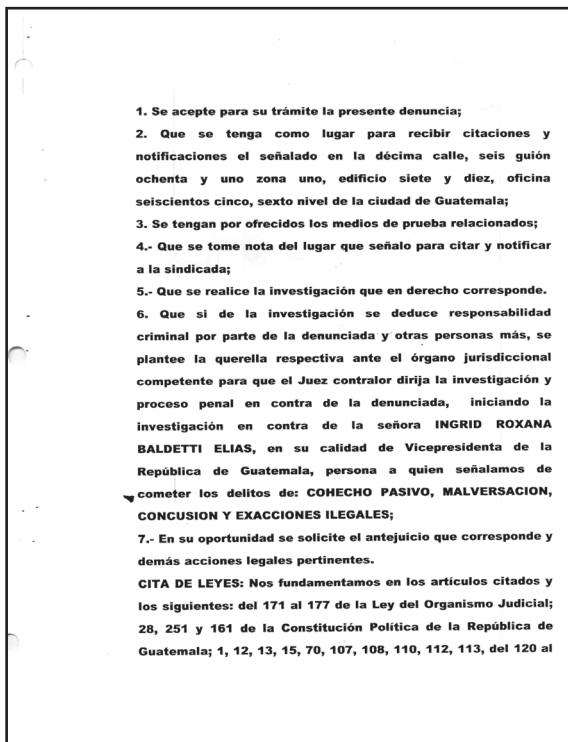 1. Se acepte para su trámite la presente denuncia;
2. Que se tenga como lugar para recibir citaciones y
notificaciones el señalado en la décima calle, seis guión
ochenta y uno zona uno, edificio siete y diez, oficina
seiscientos cinco, sexto nivel de la ciudad de Guatemala;
3. Se tengan por ofrecidos los medios de prueba relacionados;
4.- Que se tome nota del lugar que señalo para citar y notificar
a la sindicada;
5.- Que se realice la investigación que en derecho corresponde.
6. Que si de la investigación se deduce responsabilidad
criminal por parte de la denunciada y otras personas más, se
plantee la querella respectiva ante el órgano jurisdiccional
competente para que el Juez contralor dirija la investigación y
proceso penal en contra de la denunciada, iniciando la
investigación en contra de la señora INGRID ROXANA
BALDETTI ELIAS, en su calidad de Vicepresidenta de la
República de Guatemala, persona a quien señalamos de
cometer los delitos de: COHECHO PASIVO, MALVERSACION,
CONCUSION Y EXACCIONES ILEGALES;
7.- En su oportunidad se solicite el antejuicio que corresponde y
demás acciones legales pertinentes.
CITA DE LEYES: Nos fundamentamos en los artículos citados y
los siguientes: del 171 al 177 de la Ley del Organismo Judicial;
28, 251 y 161 de la Constitución Política de la República de
Guatemala; 1, 12, 13, 15, 70, 107, 108, 110, 112, 113, del 120 al